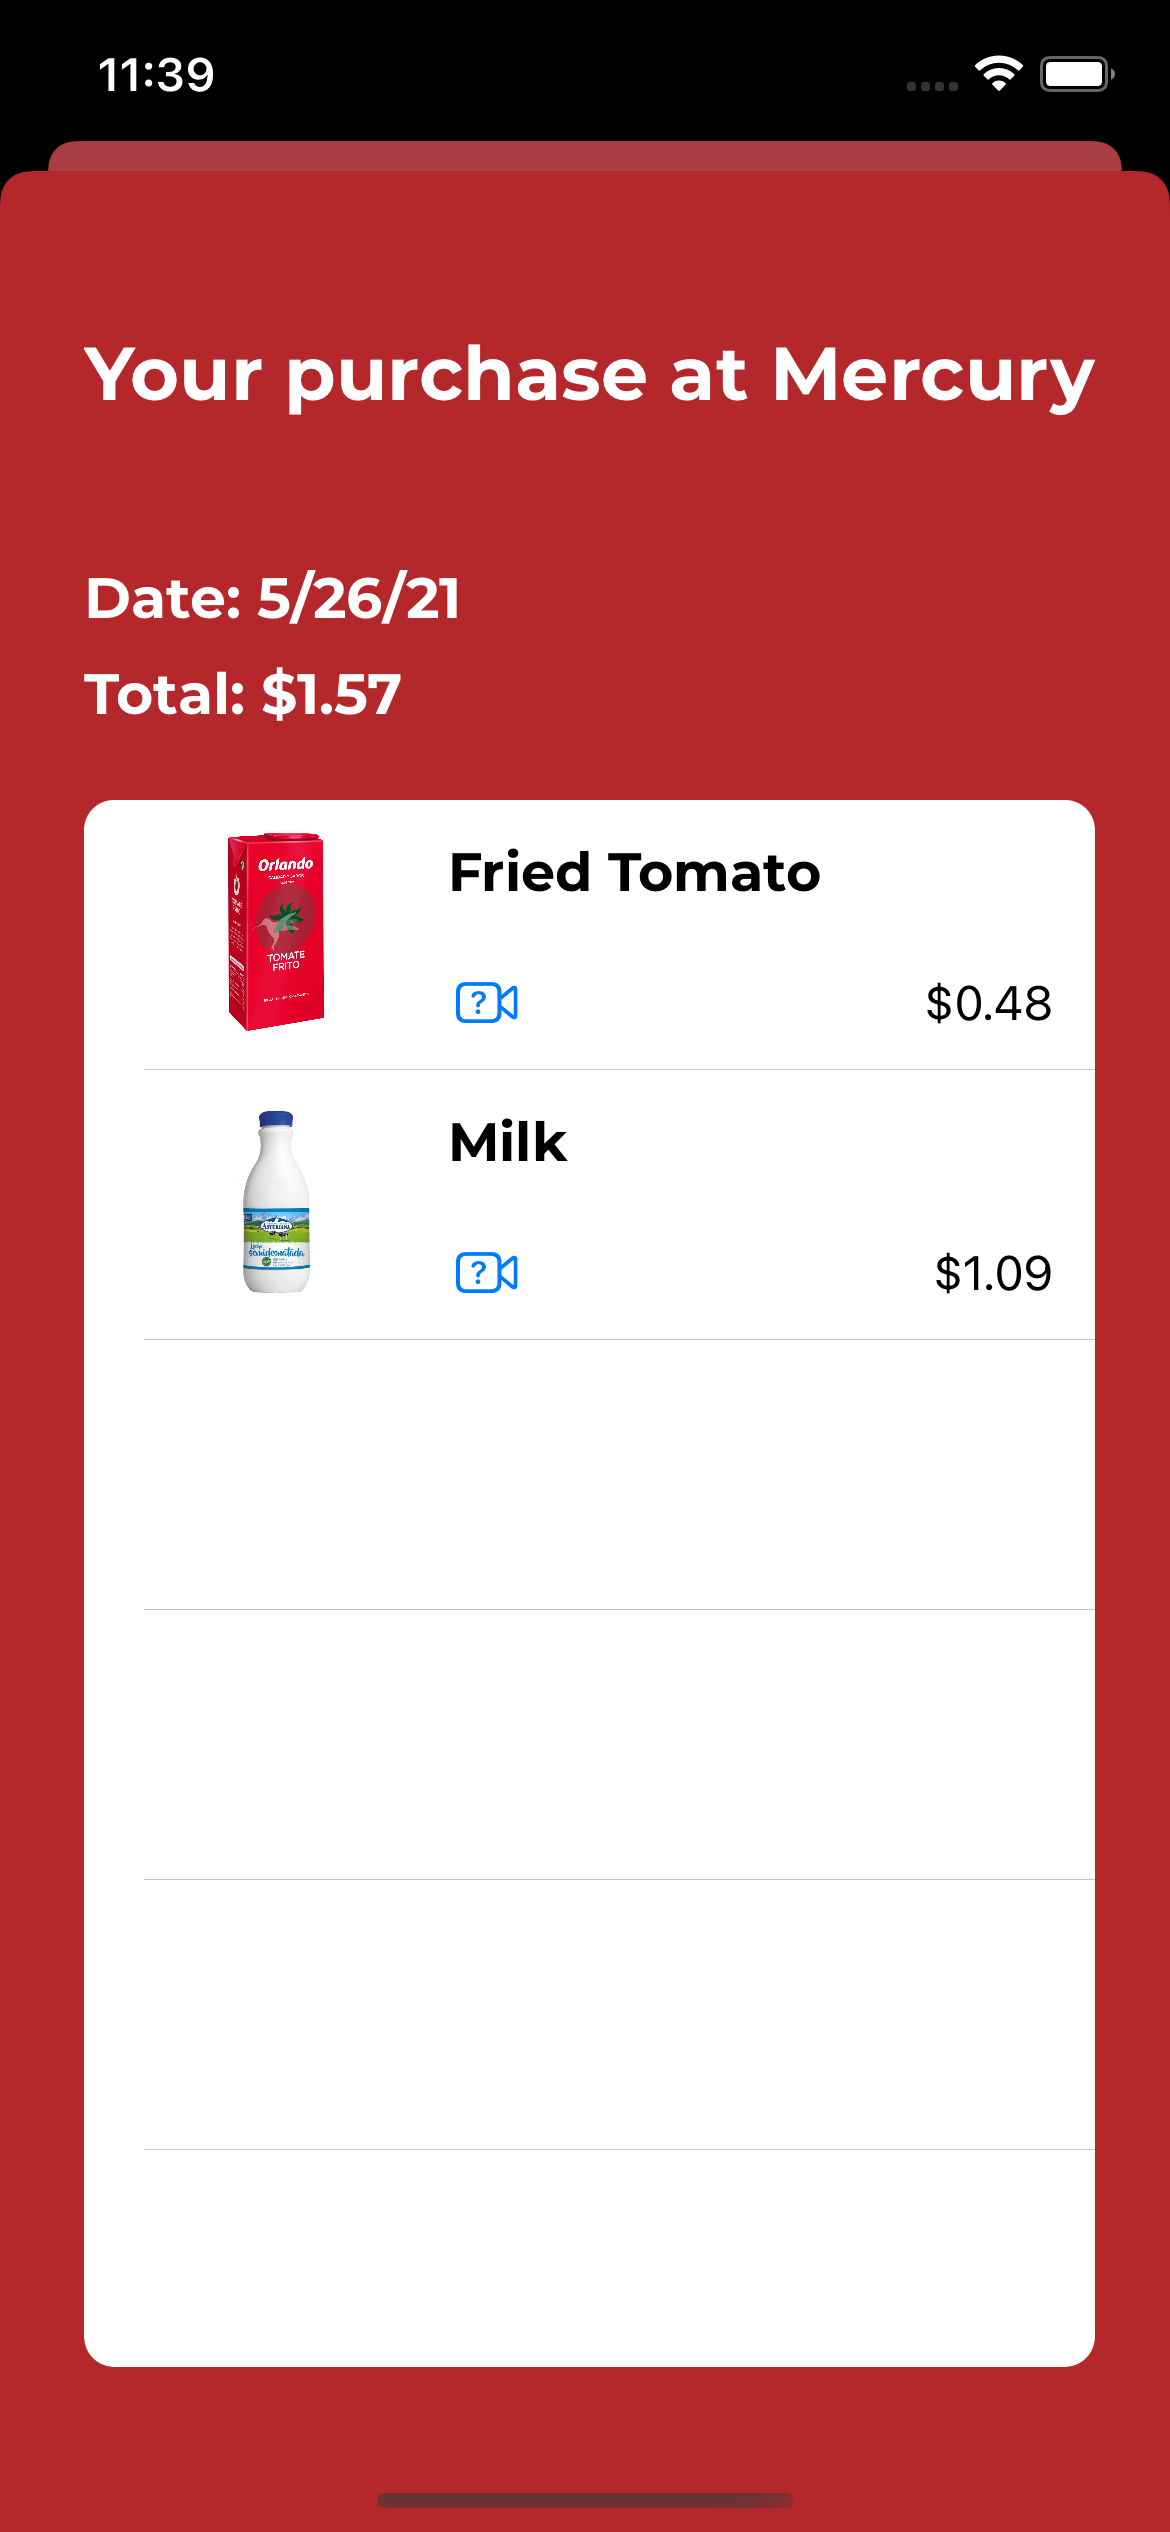 11:39
Your purchase at Mercury
Date: 5/26/21
Total: $1.57
Orlando
TOMATE
FRITO
Fried Tomato
?
$0.48
ASTURIANA
semidesnatada
Milk
?
$1.09